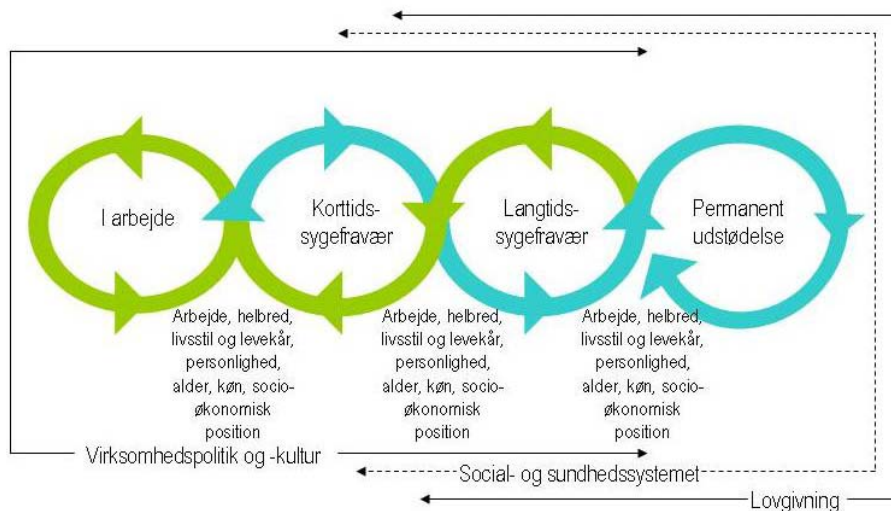 I arbejde
Korttids-
sygefravær
Langtids-
sygefravær
Permanent
udstødelse
Arbejde, helbred,
livsstil og levekår,
personlighed,
alder, køn, socio-
økonomisk
position
Arbejde, helbred,
livsstil og levekår,
personlighed,
alder, køn, socio-
økonomisk
position
Arbejde, helbred,
livsstil og levekår,
personlighed,
alder, køn, socio-
økonomisk
position
Virksomhedspolitik og -kultur
Social- og sundhedssystemet
Lovgivning